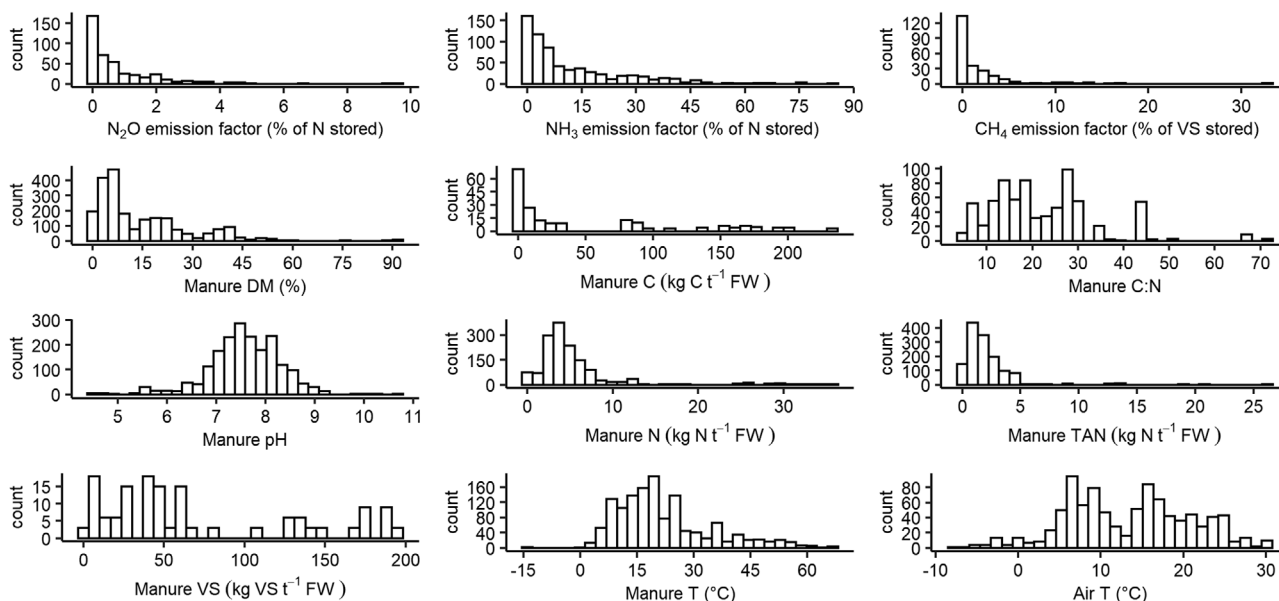 count
150
100
50
0
0 2 4 6 8 10
N₂O emission factor (% of N stored)
count
150
100
50
0
0 15 30 45 60 75 90
NH₃ emission factor (% of N stored)
count
120
90
60
30
0
0 10 20 30
CH₄ emission factor (% of VS stored)
count
400
300
200
100
0
0 15 30 45 60 75 90
Manure DM (%)
count
60
45
30
15
0
0 50 100 150 200
Manure C (kg C t⁻¹ FW )
count
100
80
60
40
20
0
10 20 30 40 50 60 70
Manure C:N
count
300
200
100
0
5 6 7 8 9 10 11
Manure pH
count
300
150
0
0 10 20 30
Manure N (kg N t⁻¹ FW )
count
400
300
200
100
0
0 5 10 15 20 25
Manure TAN (kg N t⁻¹ FW )
count
15
10
5
0
0 50 100 150 200
Manure VS (kg VS t⁻¹ FW )
count
160
120
80
40
0
-15 0 15 30 45 60
Manure T (°C)
count
80
60
40
20
0
-10 0 10 20 30
Air T (°C)